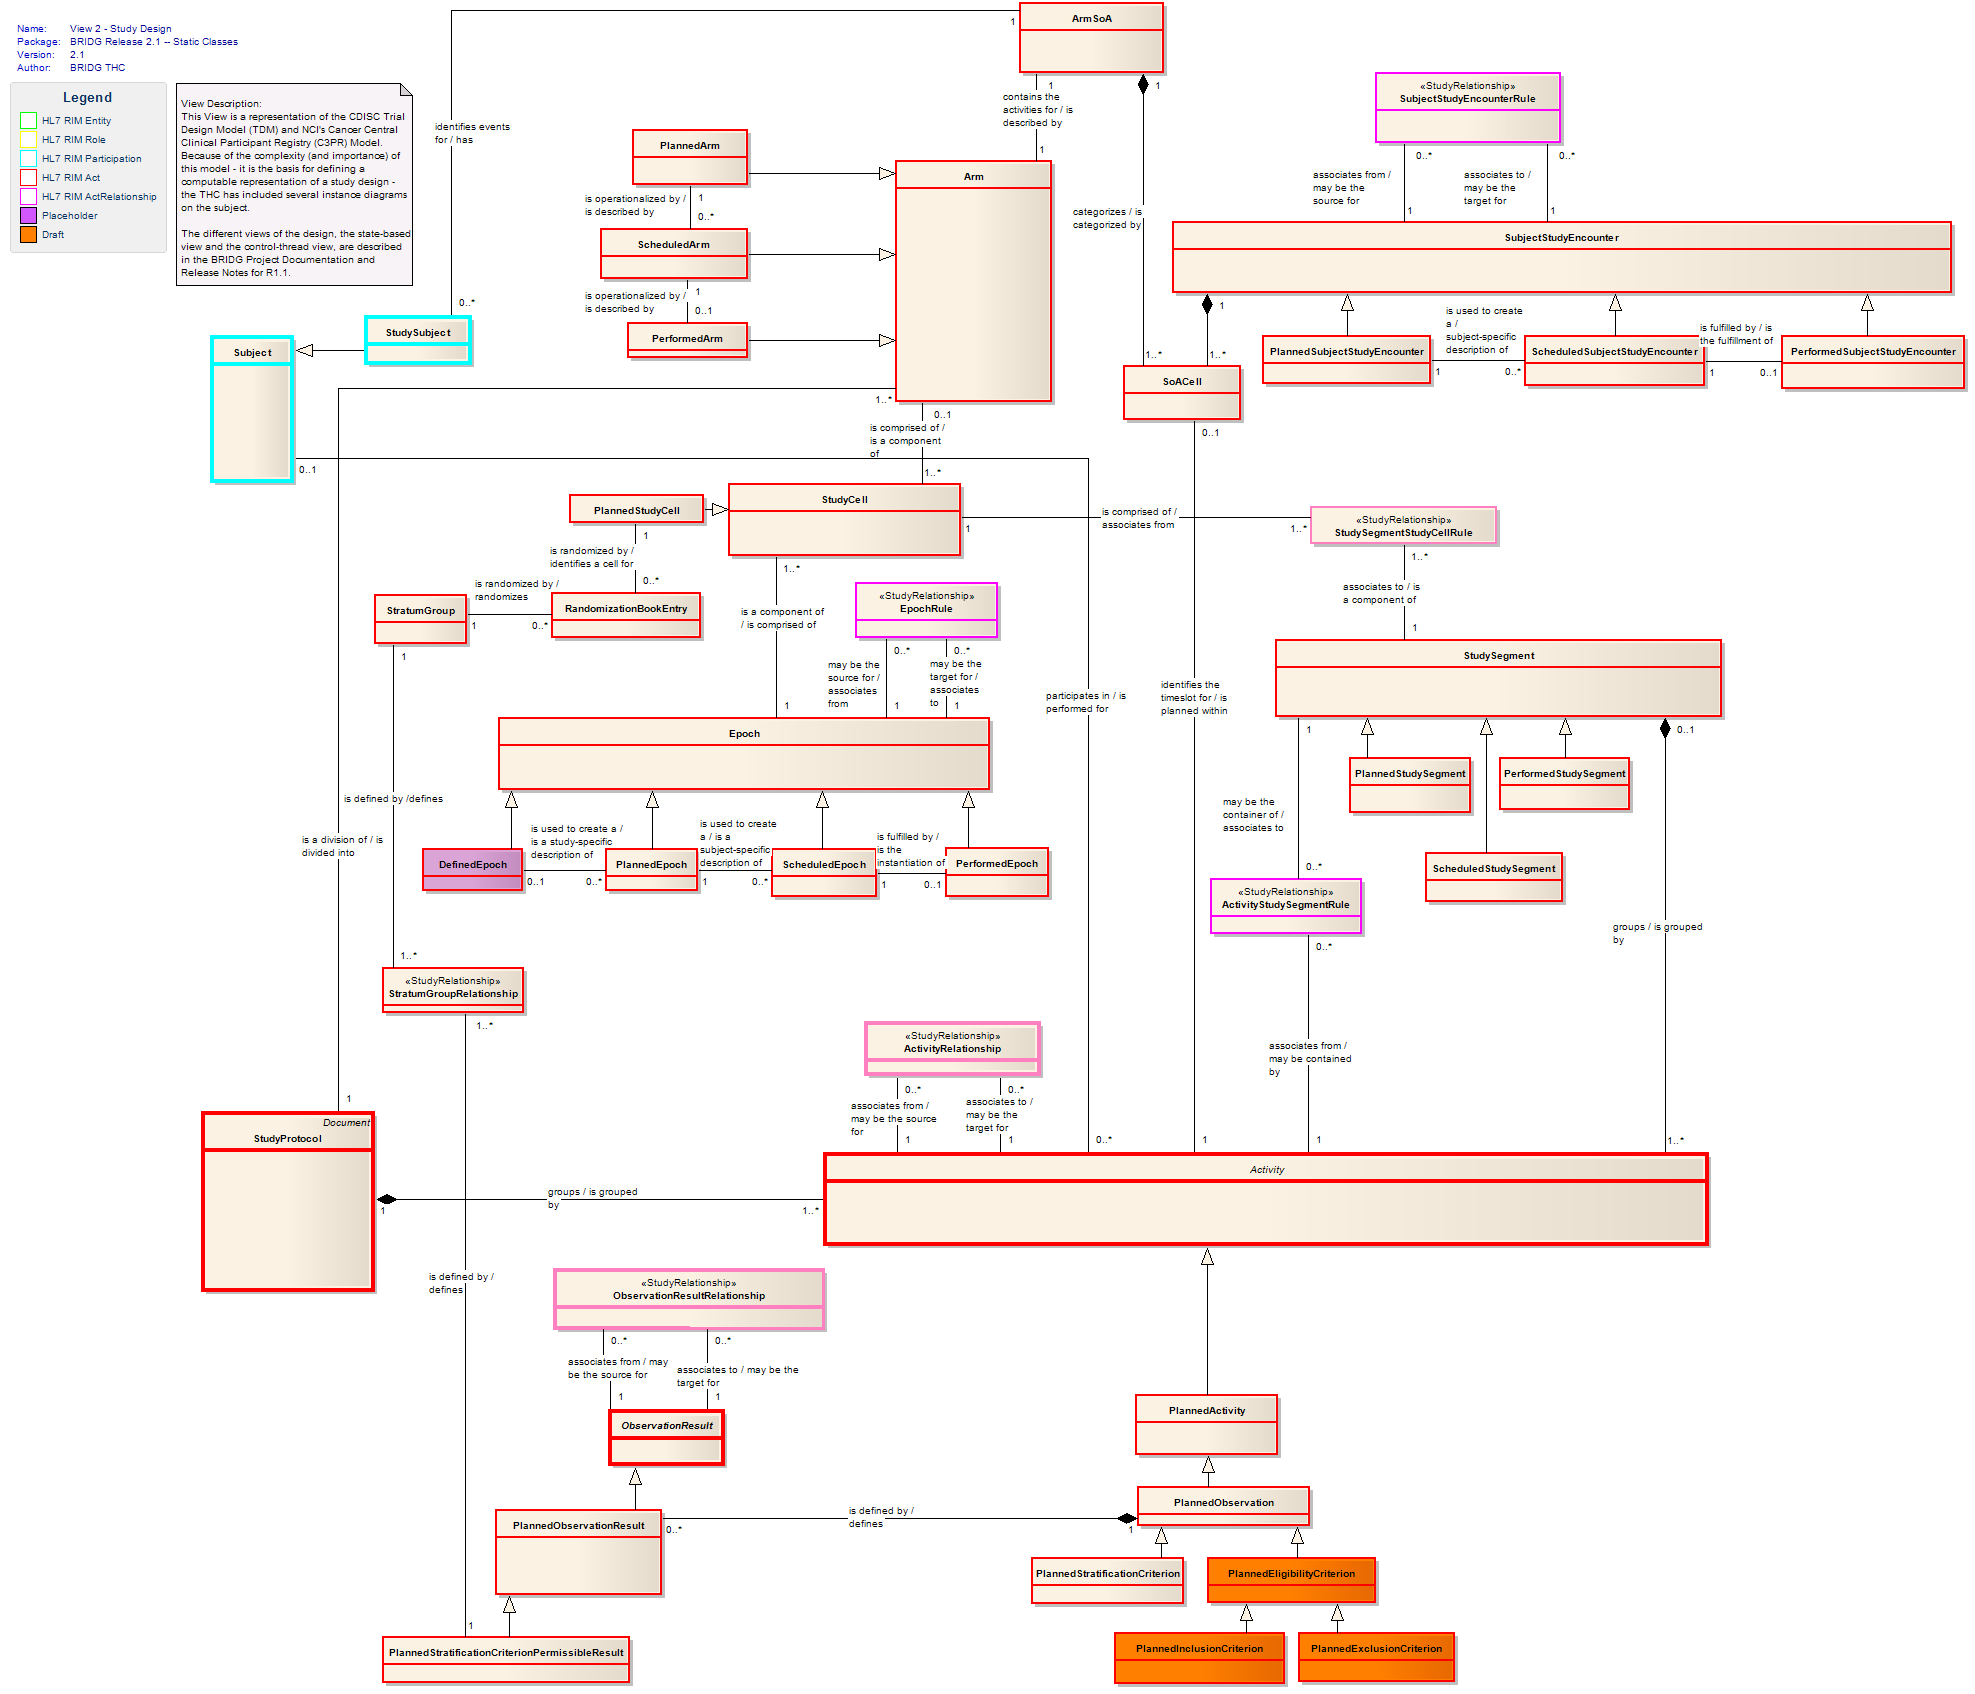 Name: View 2 - Study Design
Package: BRIDG Release 2.1 -- Static Classes
Version: 2.1
Author: BRIDG THC
Legend
HL7 RIM Entity
HL7 RIM Role
HL7 RIM Participation
HL7 RIM Act
HL7 RIM ActRelationship
Placeholder
Draft
View Description:
This View is a representation of the CDISC Trial
Design Model (TDM) and NCI's Cancer Central
Clinical Participant Registry (C3PR) Model.
Because of the complexity (and importance) of
this model - it is the basis for defining a
computable representation of a study design -
the THC has included several instance diagrams
on the subject.
The different views of the design, the state-based
view and the control-thread view, are described
in the BRIDG Project Documentation and
Release Notes for R1.1.
ArmSoA
1
1
1
identifies events
for / has
0..*
contains the
activities for / is
described by
1
«StudyRelationship»
SubjectStudyEncounterRule
0..*
0..*
associates from /
may be the
source for
associates to /
may be the
target for
1
1
PlannedArm
is operationalized by /
is described by
1
0..*
ScheduledArm
is operationalized by /
is described by
1
0..1
PerformedArm
Arm
categorizes / is
categorized by
1..*
SubjectStudyEncounter
1
1..*
is used to create
a /
subject-specific
description of
is fulfilled by / is
the fulfillment of
PlannedSubjectStudyEncounter
1
0..*
ScheduledSubjectStudyEncounter
1
0..1
PerformedSubjectStudyEncounter
StudySubject
Subject
0..1
SoACell
0..1
1..*
0..1
is comprised of /
is a component
of
1..*
StudyCell
PlannedStudyCell
1
is randomized by /
identifies a cell for
0..*
is randomized by /
randomizes
StratumGroup
1
0..*
RandomizationBookEntry
1
1
is comprised of /
associates from
1..*
«StudyRelationship»
StudySegmentStudyCellRule
1..*
associates to / is
a component of
1
1..*
is a component of
/ is comprised of
1
«StudyRelationship»
EpochRule
0..*
0..*
may be the
source for /
associates
from
may be the
target for /
associates
to
1
1
Epoch
participates in / is
performed for
identifies the
timeslot for / is
planned within
StudySegment
1
0..1
PlannedStudySegment
PerformedStudySegment
ScheduledStudySegment
may be the
container of /
associates to
0..*
«StudyRelationship»
ActivityStudySegmentRule
0..*
is defined by /defines
is a division of / is
divided into
is used to create a /
is a study-specific
description of
is used to create
a / is a
subject-specific
description of
is fulfilled by /
is the
instantiation of
DefinedEpoch
0..1
0..*
PlannedEpoch
1
0..*
ScheduledEpoch
1
0..1
PerformedEpoch
groups / is grouped
by
1..*
«StudyRelationship»
StratumGroupRelationship
1..*
«StudyRelationship»
ActivityRelationship
0..*
0..*
associates from /
may be the source
for
associates to /
may be the
target for
associates from /
may be contained
by
1
1
0..*
1
1
1..*
1
Document
StudyProtocol
1
groups / is grouped
by
1..*
Activity
is defined by /
defines
«StudyRelationship»
ObservationResultRelationship
0..*
0..*
associates from / may
be the source for
associates to / may be the
target for
1
1
ObservationResult
PlannedActivity
PlannedObservation
PlannedObservationResult
0..*
is defined by /
defines
1
PlannedStratificationCriterion
PlannedEligibilityCriterion
1
PlannedStratificationCriterionPermissibleResult
PlannedInclusionCriterion
PlannedExclusionCriterion